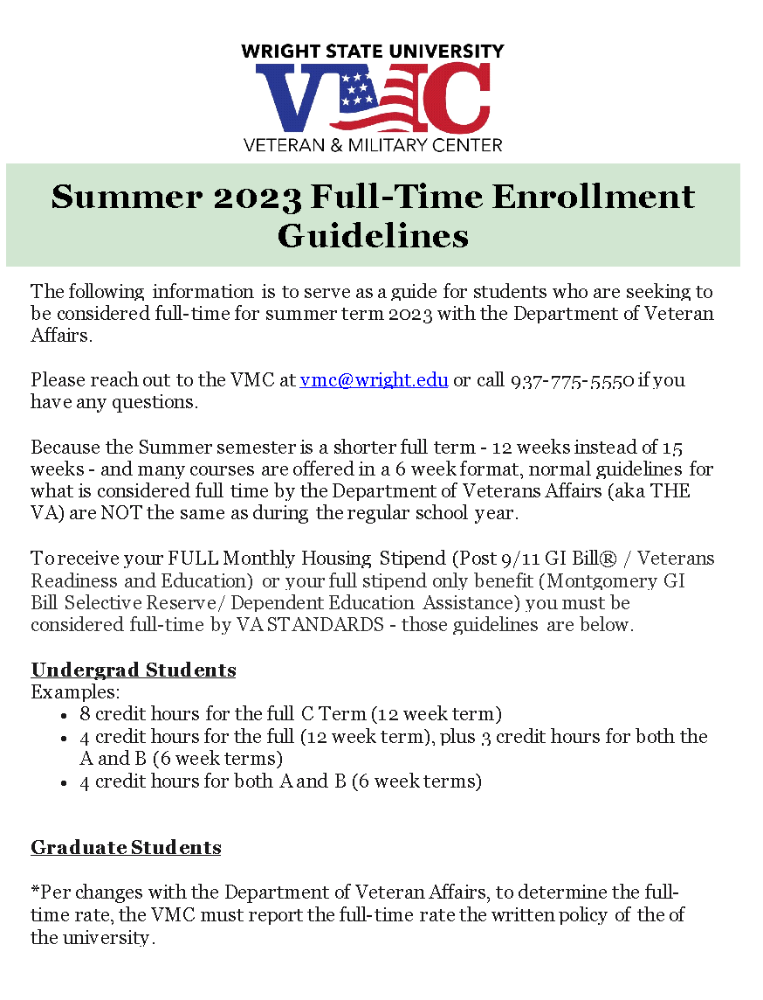 WRIGHT STATE UNIVERSITY
VMC
VETERAN & MILITARY CENTER
Summer 2023 Full-Time Enrollment
Guidelines
The following information is to serve as a guide for students who are seeking to
be considered full-time for summer term 2023 with the Department of Veteran
Affairs.
Please reach out to the VMC at vmc@wright.edu or call 937-775-5550 if you
have any questions.
Because the Summer semester is a shorter full term - 12 weeks instead of 15
weeks - and many courses are offered in a 6 week format, normal guidelines for
what is considered full time by the Department of Veterans Affairs (aka THE
VA) are NOT the same as during the regular school year.
To receive your FULL Monthly Housing Stipend (Post 9/11 GI Bill® / Veterans
Readiness and Education) or your full stipend only benefit (Montgomery GI
Bill Selective Reserve/ Dependent Education Assistance) you must be
considered full-time by VA STANDARDS - those guidelines are below.
Undergrad Students
Examples:
• 8 credit hours for the full C Term (12 week term)
• 4 credit hours for the full (12 week term), plus 3 credit hours for both the
A and B (6 week terms)
• 4 credit hours for both A and B (6 week terms)
Graduate Students
*Per changes with the Department of Veteran Affairs, to determine the full-
time rate, the VMC must report the full-time rate the written policy of the of
the university.